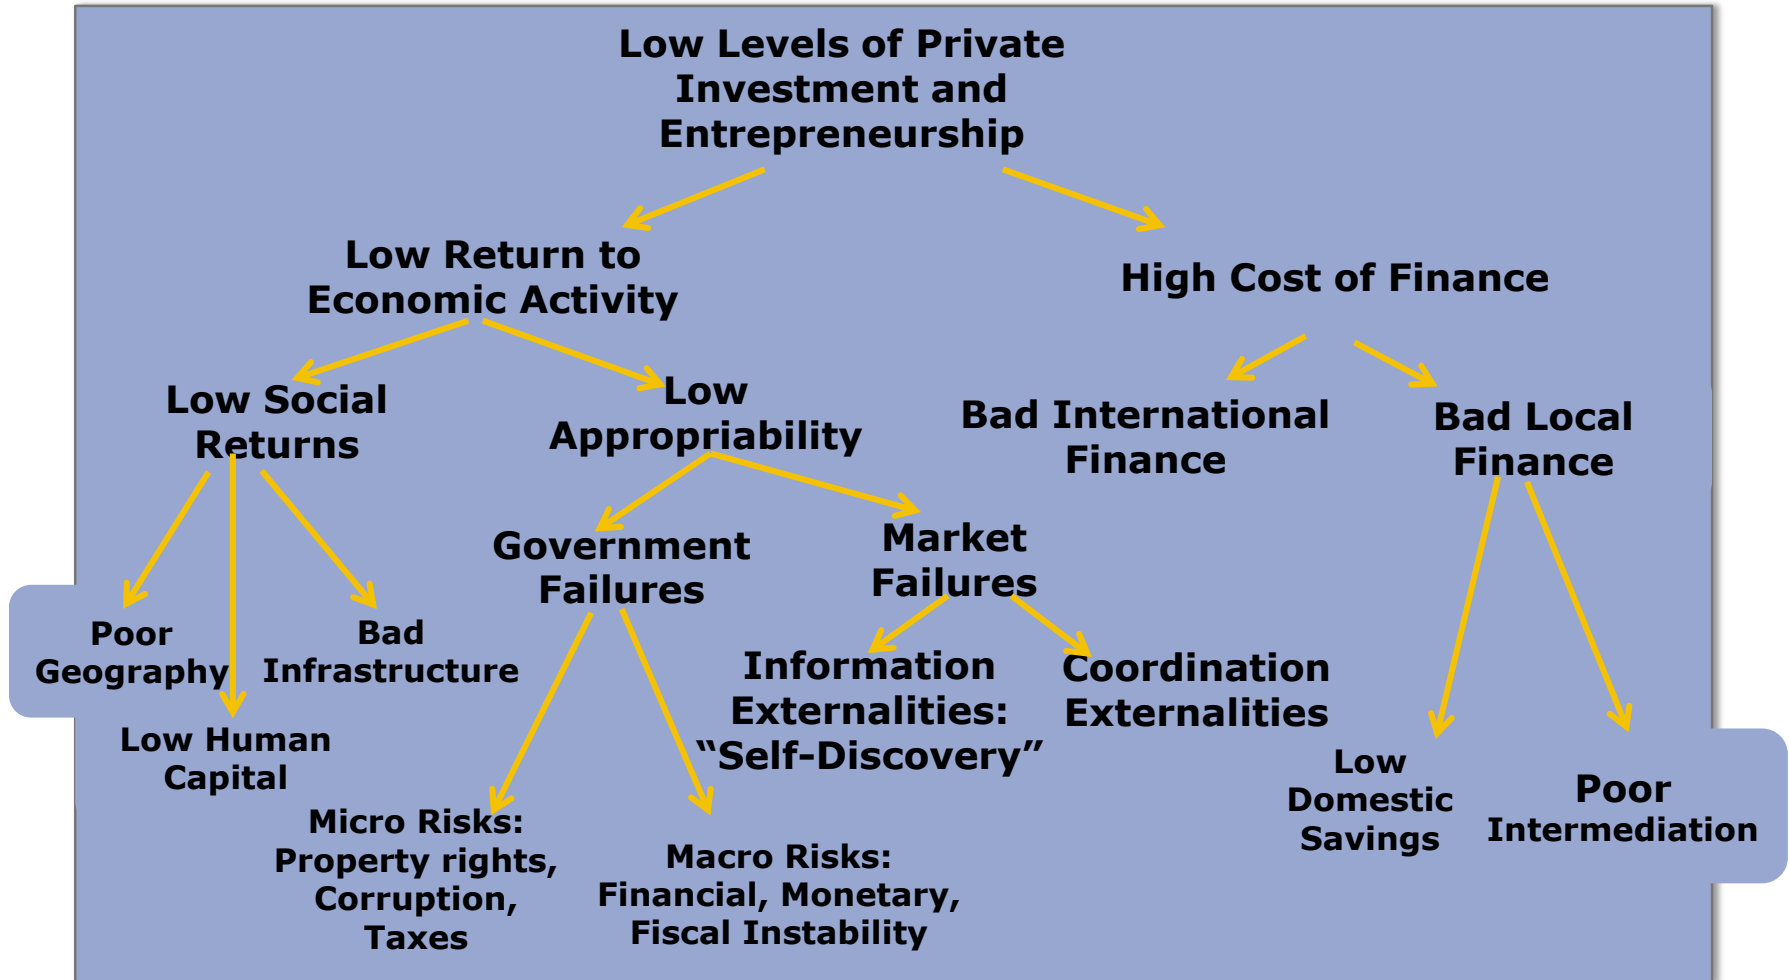 Low Levels of Private
Investment and
Entrepreneurship
Low Return to
Economic Activity
High Cost of Finance
Low Social
Returns
Low
Appropriability
Bad International
Finance
Bad Local
Finance
Government
Failures
Market
Failures
Poor
Geography
Bad
Infrastructure
Low Human
Capital
Information
Externalities:
“Self-Discovery”
Coordination
Externalities
Micro Risks:
Property rights,
Corruption,
Taxes
Macro Risks:
Financial, Monetary,
Fiscal Instability
Low
Domestic
Savings
Poor
Intermediation